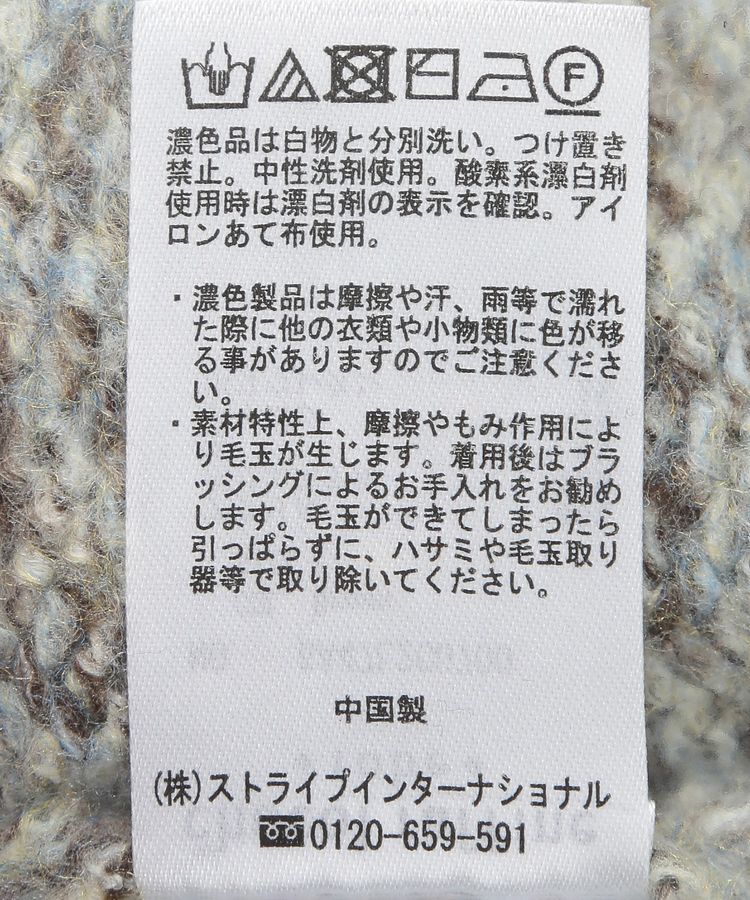 F
濃色品は白物と分別洗い。つけ置き
禁止。中性洗剤使用。酸素系漂白剤
使用時は漂白剤の表示を確認。アイ
ロンあて布使用。
・濃色製品は摩擦や汗、雨等で濡れ
た際に他の衣類や小物類に色が移
る事がありますのでご注意くださ
い。
・素材特性上、摩擦やもみ作用によ
り毛玉が生じます。着用後はブラ
ッシングによるお手入れをお勧め
します。毛玉ができてしまったら
引っぱらずに、ハサミや毛玉取り
器等で取り除いてください。
中国製
(株)ストライプインターナショナル
0120-659-591